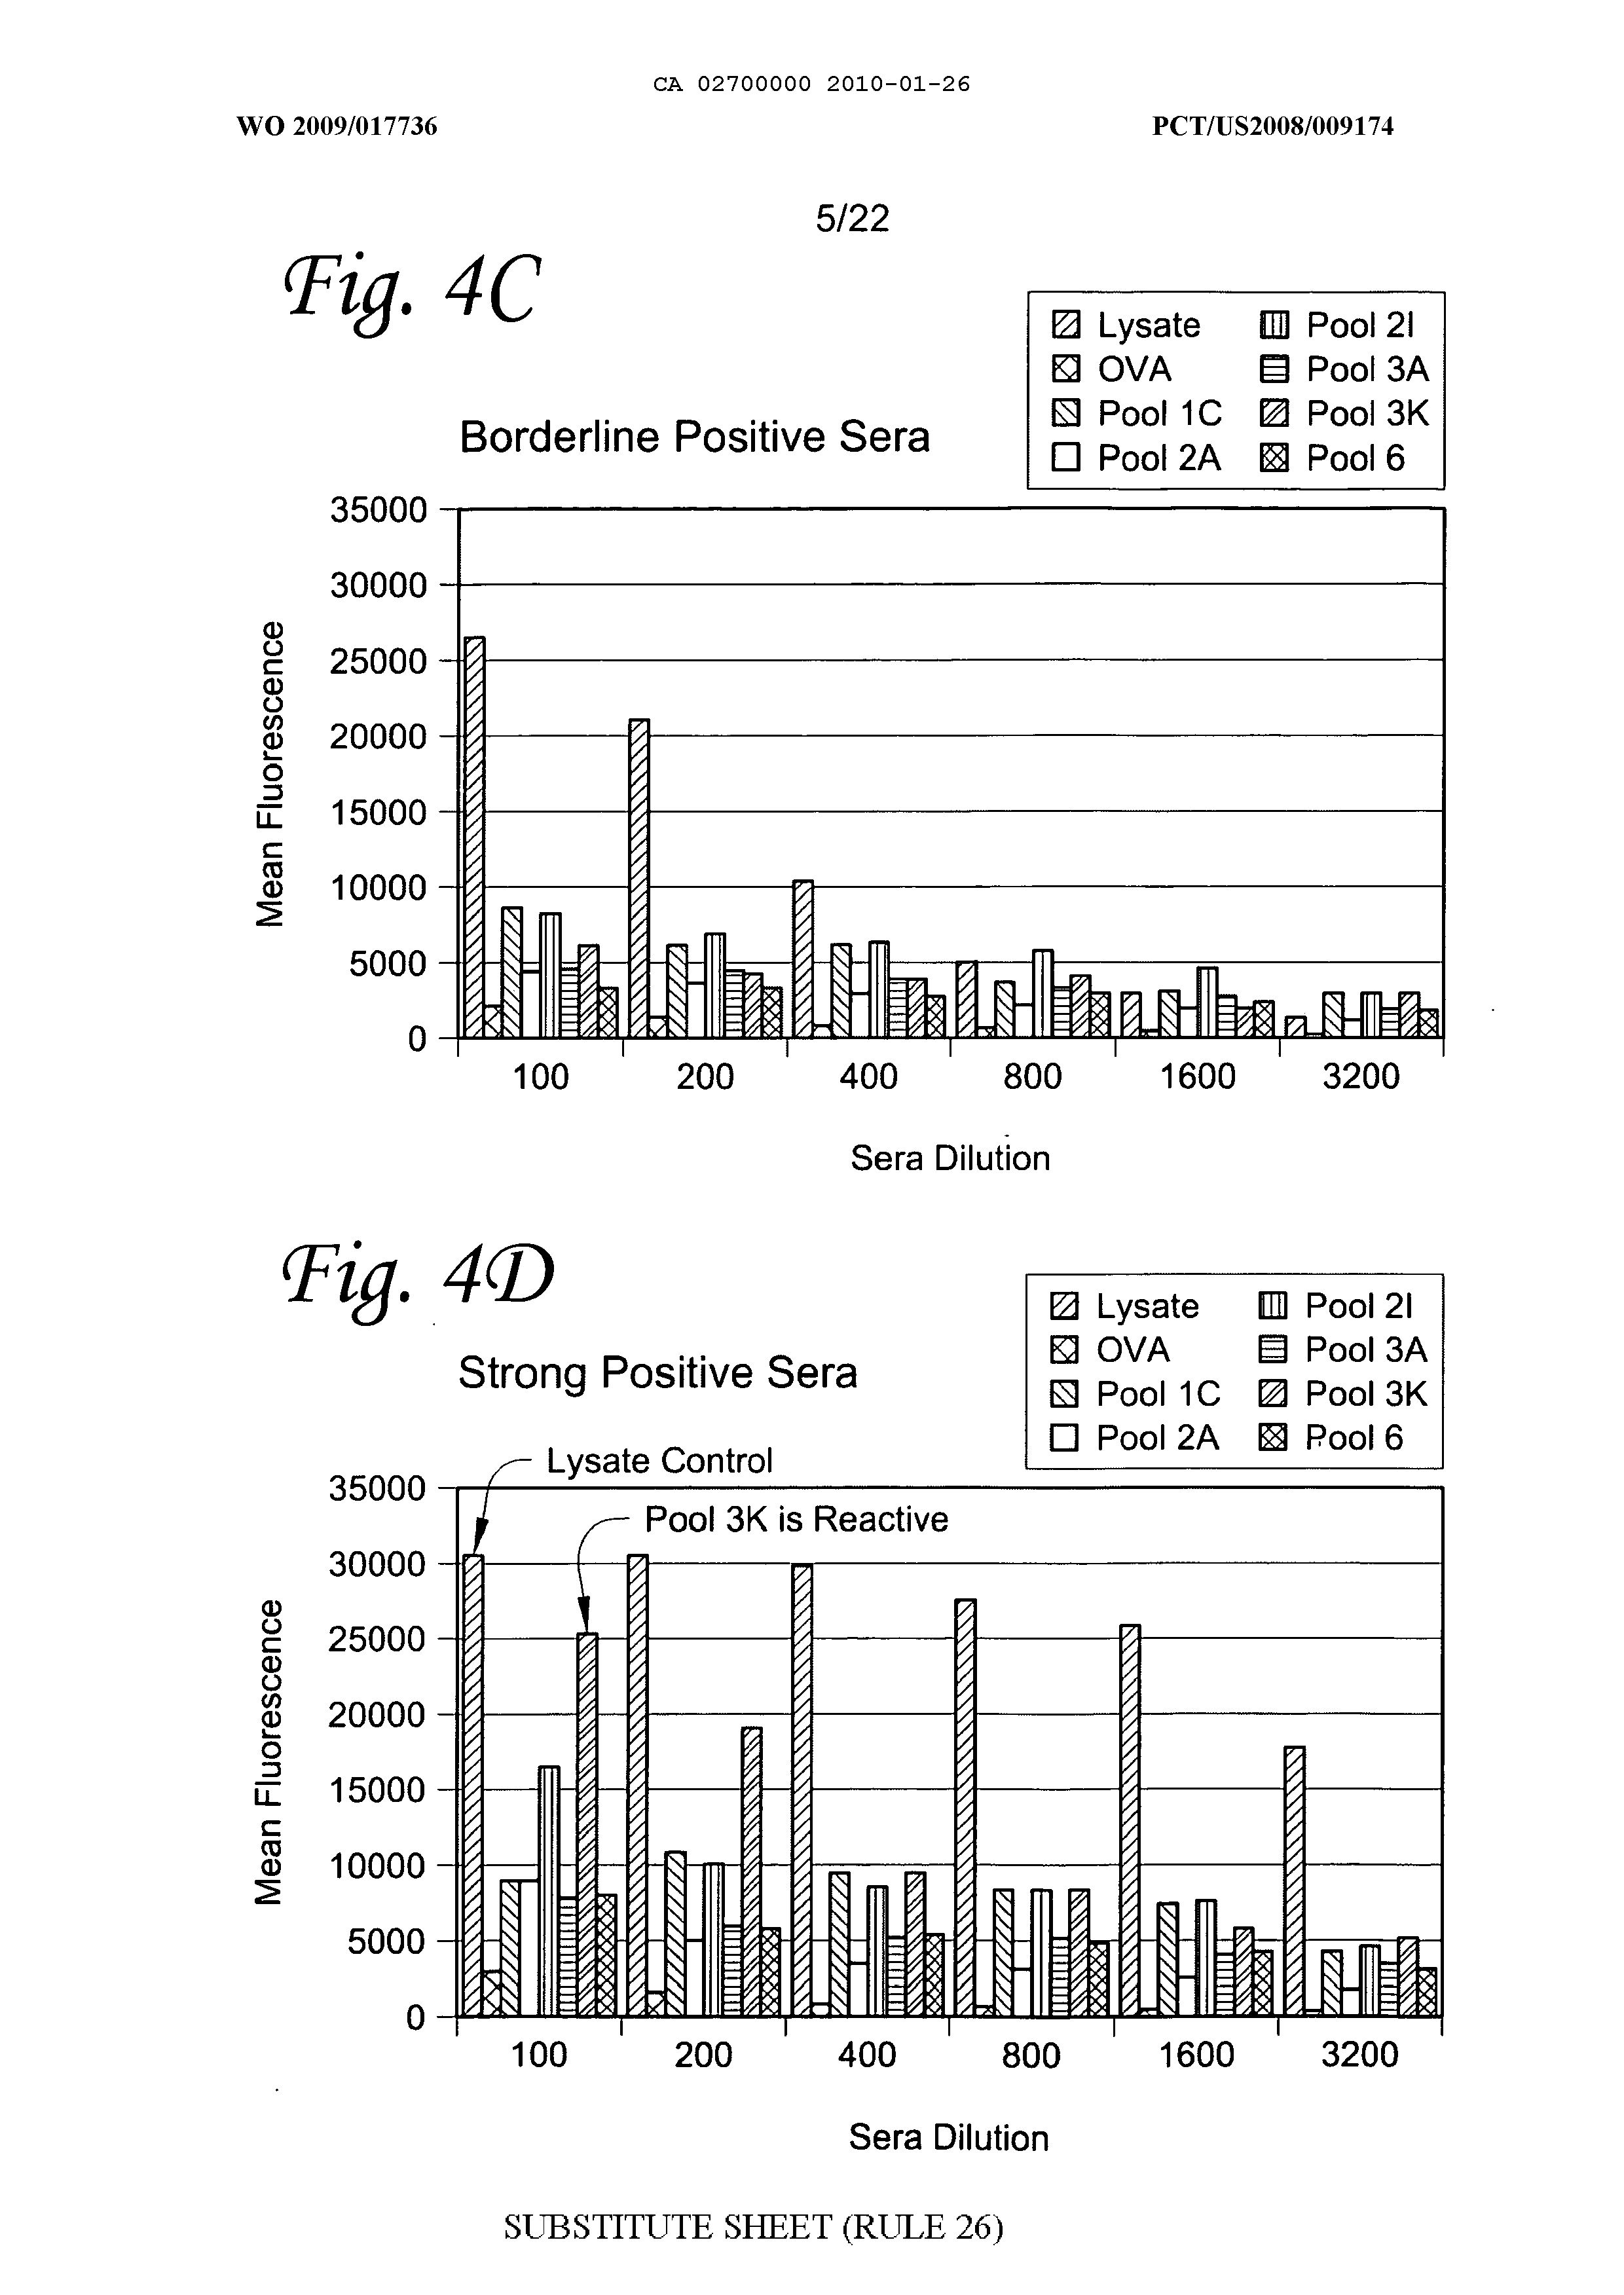 CA 02700000 2010-01-26
WO 2009/017736 PCT/US2008/009174
5/22
Fig. 4C
Lysate Pool 2I
OVA Pool 3A
Pool 1C Pool 3K
Pool 2A Pool 6
Borderline Positive Sera
35000
30000
25000
20000
15000
10000
5000
0
Mean Fluorescence
100 200 400 800 1600 3200
Sera Dilution
Fig. 4D
Lysate Pool 2I
OVA Pool 3A
Pool 1C Pool 3K
Pool 2A Pool 6
Strong Positive Sera
Lysate Control
Pool 3K is Reactive
35000
30000
25000
20000
15000
10000
5000
0
Mean Fluorescence
100 200 400 800 1600 3200
Sera Dilution
SUBSTITUTE SHEET (RULE 26)